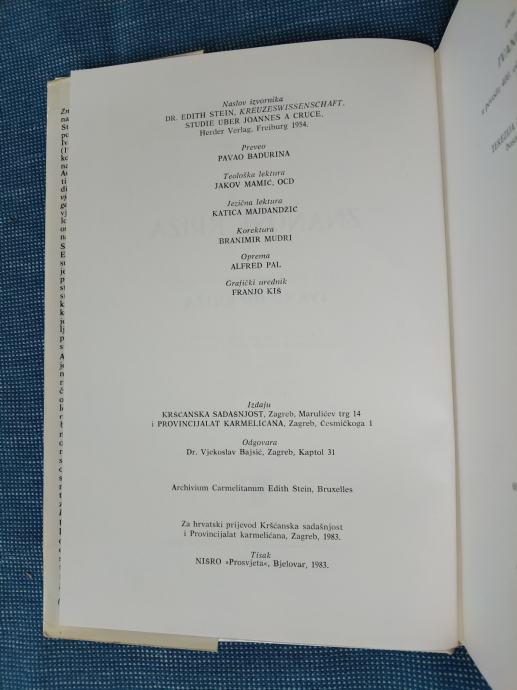 Naslov izvornika
DR. EDITH STEIN, KREUZESWISSENSCHAFT.
STUDIE UBER JOANNES A CRUCE.
Herder Verlag, Freiburg 1954.
Preveo
PAVAO BADURINA
Teološka lektura
JAKOV MAMIĆ, OCD
Jezična lektura
KATICA MAJDANDŽIĆ
Korektura
BRANIMIR MUDRI
Oprema
ALFRED PAL
Grafički urednik
FRANJO KIŠ
Izdaju
KRŠĆANSKA SADAŠNJOST, Zagreb, Marulićev trg 14
i PROVINCIJALAT KARMELIĆANA, Zagreb, Česmičkoga 1
Odgovara
Dr. Vjekoslav Bajsić, Zagreb, Kaptol 31
Archivium Carmelitanum Edith Stein, Bruxelles
Za hrvatski prijevod Kršćanska sadašnjost
i Provincijalat karmelićana, Zagreb, 1983.
Tisak
NIŠRO »Prosvjeta«, Bjelovar, 1983.